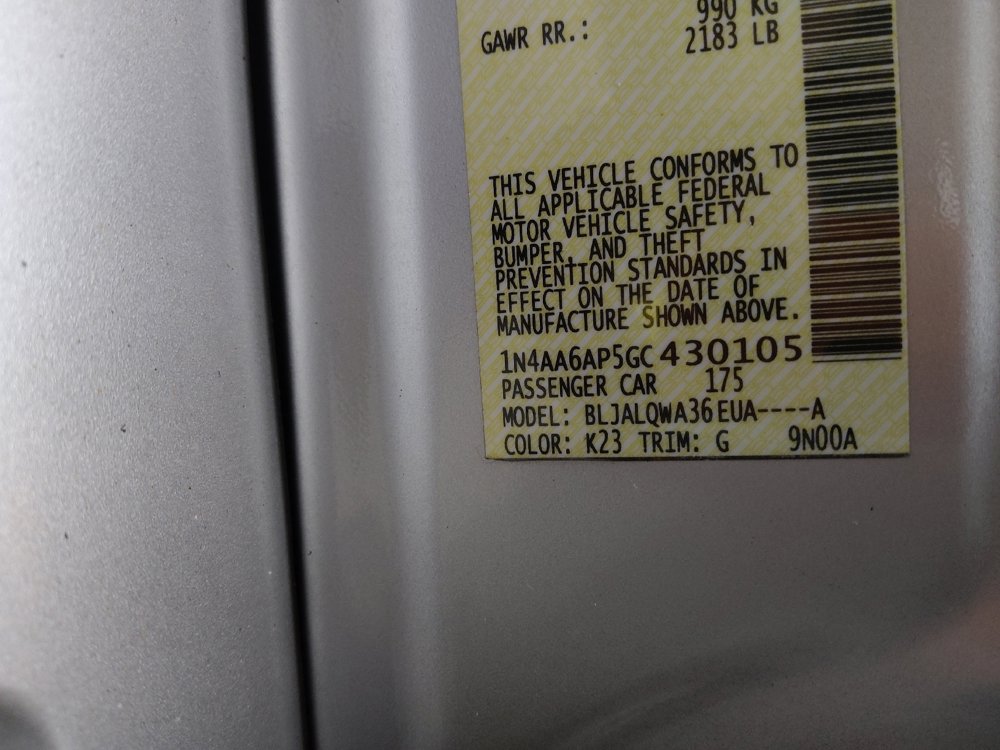 990 KG
GAWR RR.: 2183 LB
THIS VEHICLE CONFORMS TO
ALL APPLICABLE FEDERAL
MOTOR VEHICLE SAFETY,
BUMPER, AND THEFT
PREVENTION STANDARDS IN
EFFECT ON THE DATE OF
MANUFACTURE SHOWN ABOVE.
1N4AA6AP5GC430105
PASSENGER CAR 175
MODEL: BLJALQWA36EUA----A
COLOR: K23 TRIM: G 9N00A